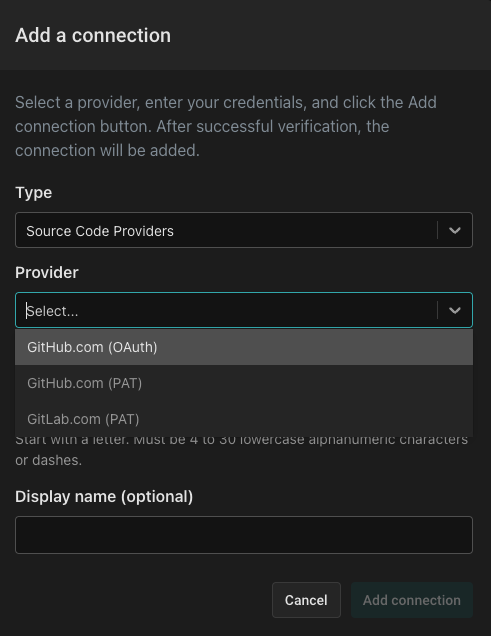 Add a connection
Select a provider, enter your credentials, and click the Add
connection button. After successful verification, the
connection will be added.
Type
Source Code Providers
Provider
Select...
GitHub.com (OAuth)
GitHub.com (PAT)
GitLab.com (PAT)
Start with a letter. Must be 4 to 30 lowercase alphanumeric characters
or dashes.
Display name (optional)
Cancel
Add connection